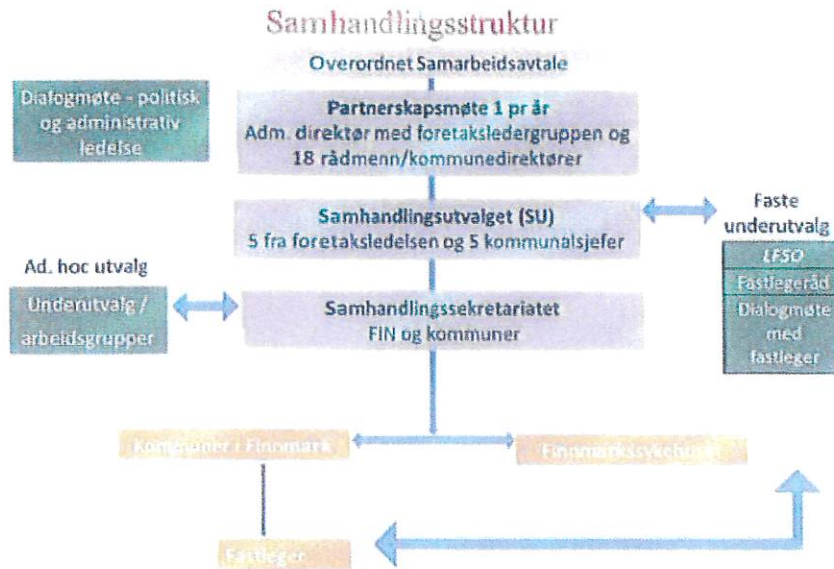 Samhandlingsstruktur
Overordnet Samarbeidsavtale
Dialogmøte - politisk
og administrativ
ledelse
Partnerskapsmøte 1 pr år
Adm. direktør med foretaksledergruppen og
18 rådmenn/kommunedirektører
Samhandlingsutvalget (SU)
5 fra foretaksledelsen og 5 kommunalsjefer
Faste
underutvalg
LFSO
Fastlegeråd
Dialogmøte
med
fastleger
Ad. hoc utvalg
Underutvalg /
arbeidsgrupper
Samhandlingssekretariatet
FIN og kommuner
Kommuner i Finnmark
Fastleger